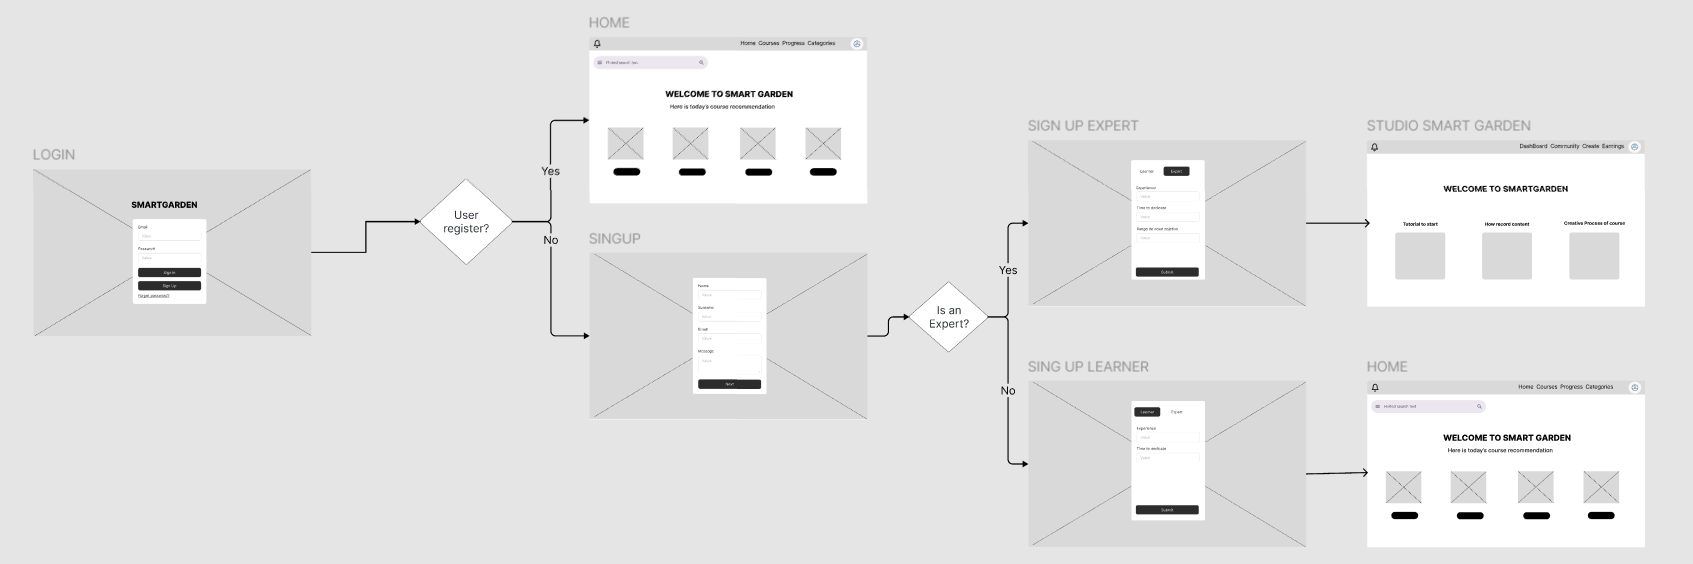 LOGIN
SMARTGARDEN
Email
Value
Password
Value
Sign In
Sign Up
Forgot password?
User
register?
Yes
No
HOME
Home Courses Progress Categories
Hinted search text
WELCOME TO SMART GARDEN
Here is today's course recommendation
SINGUP
Name
Value
Surname
Value
Email
Value
Message
Value
Next
Is an
Expert?
Yes
No
SIGN UP EXPERT
Learner Expert
Experience
Value
Time to dedicate
Value
Value
Submit
STUDIO SMART GARDEN
DashBoard Community Create Earnings
WELCOME TO SMARTGARDEN
Tutorial to start
How record content
Creative Process of course
SING UP LEARNER
Learner Expert
Experience
Value
Time to dedicate
Value
Submit
HOME
Home Courses Progress Categories
Hinted search text
WELCOME TO SMART GARDEN
Here is today's course recommendation